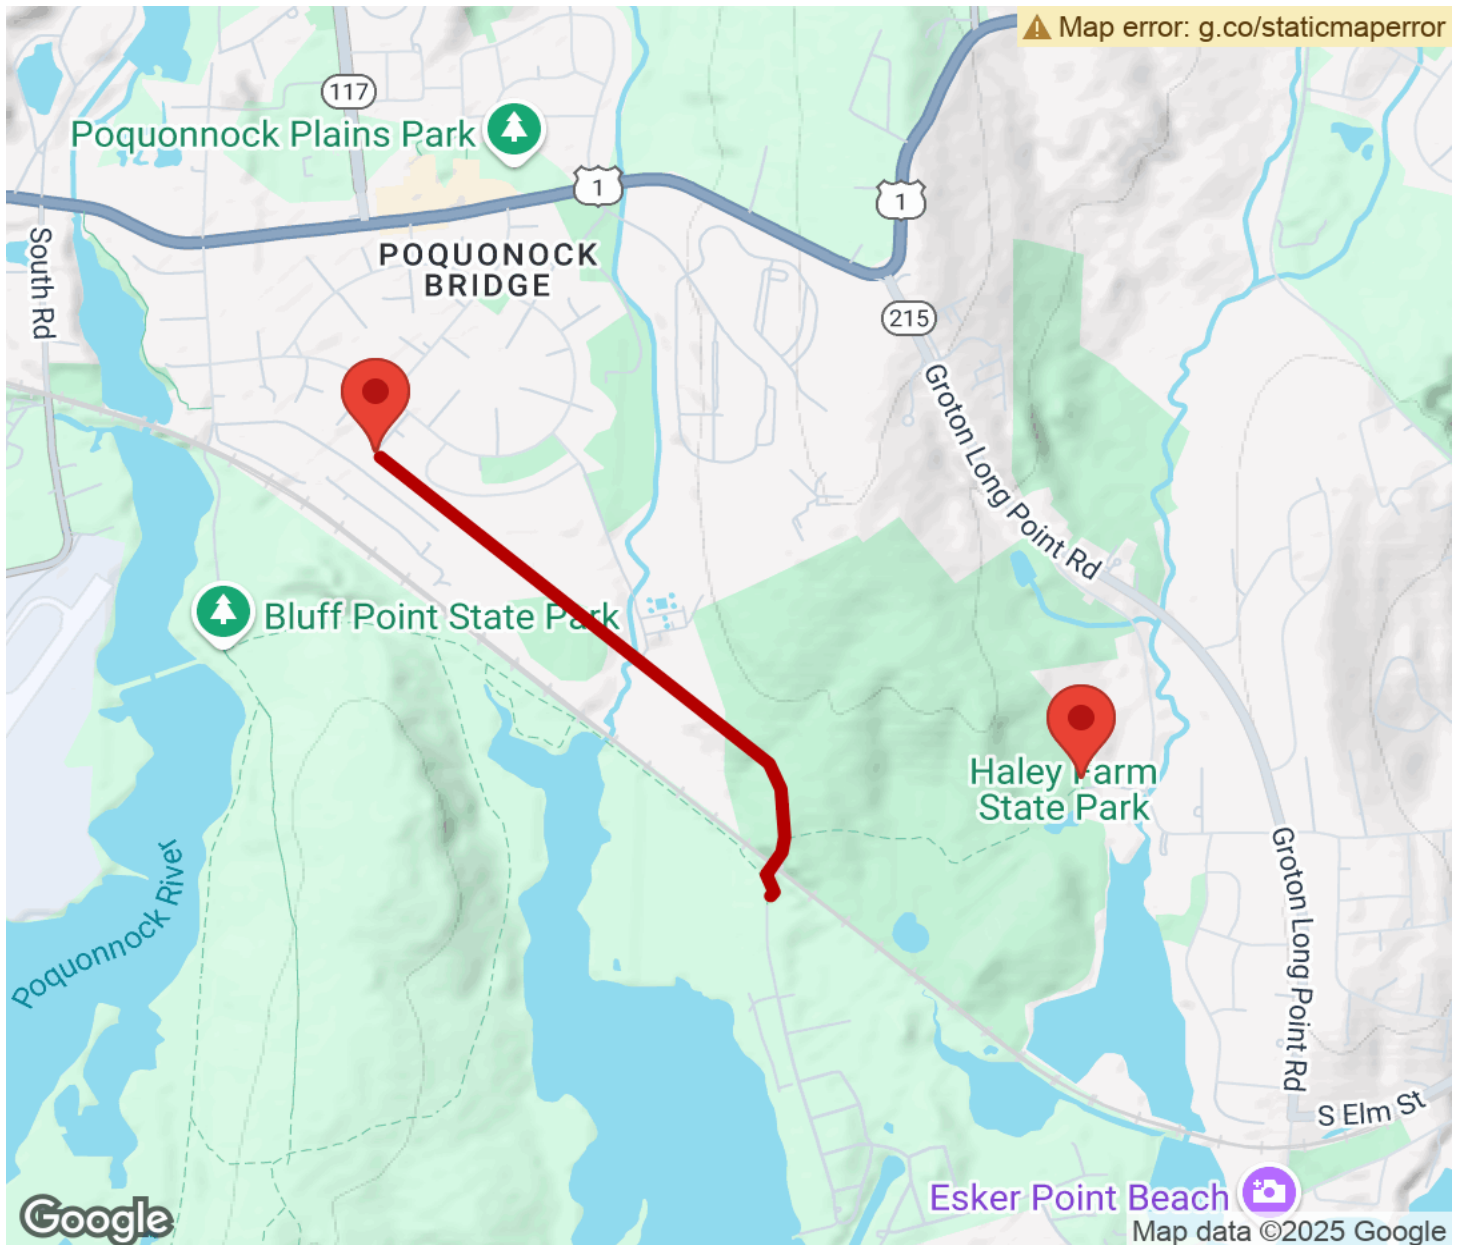 Map error: g.co/staticmaperror
117
Poquonnock Plains Park
1
1
South Rd
POQUONOCK
BRIDGE
215
Groton Long Point Rd
Bluff Point State Park
Haley Farm
State Park
Poquonnock River
Groton Long Point Rd
S Elm St
Esker Point Beach
Google
Map data ©2025 Google